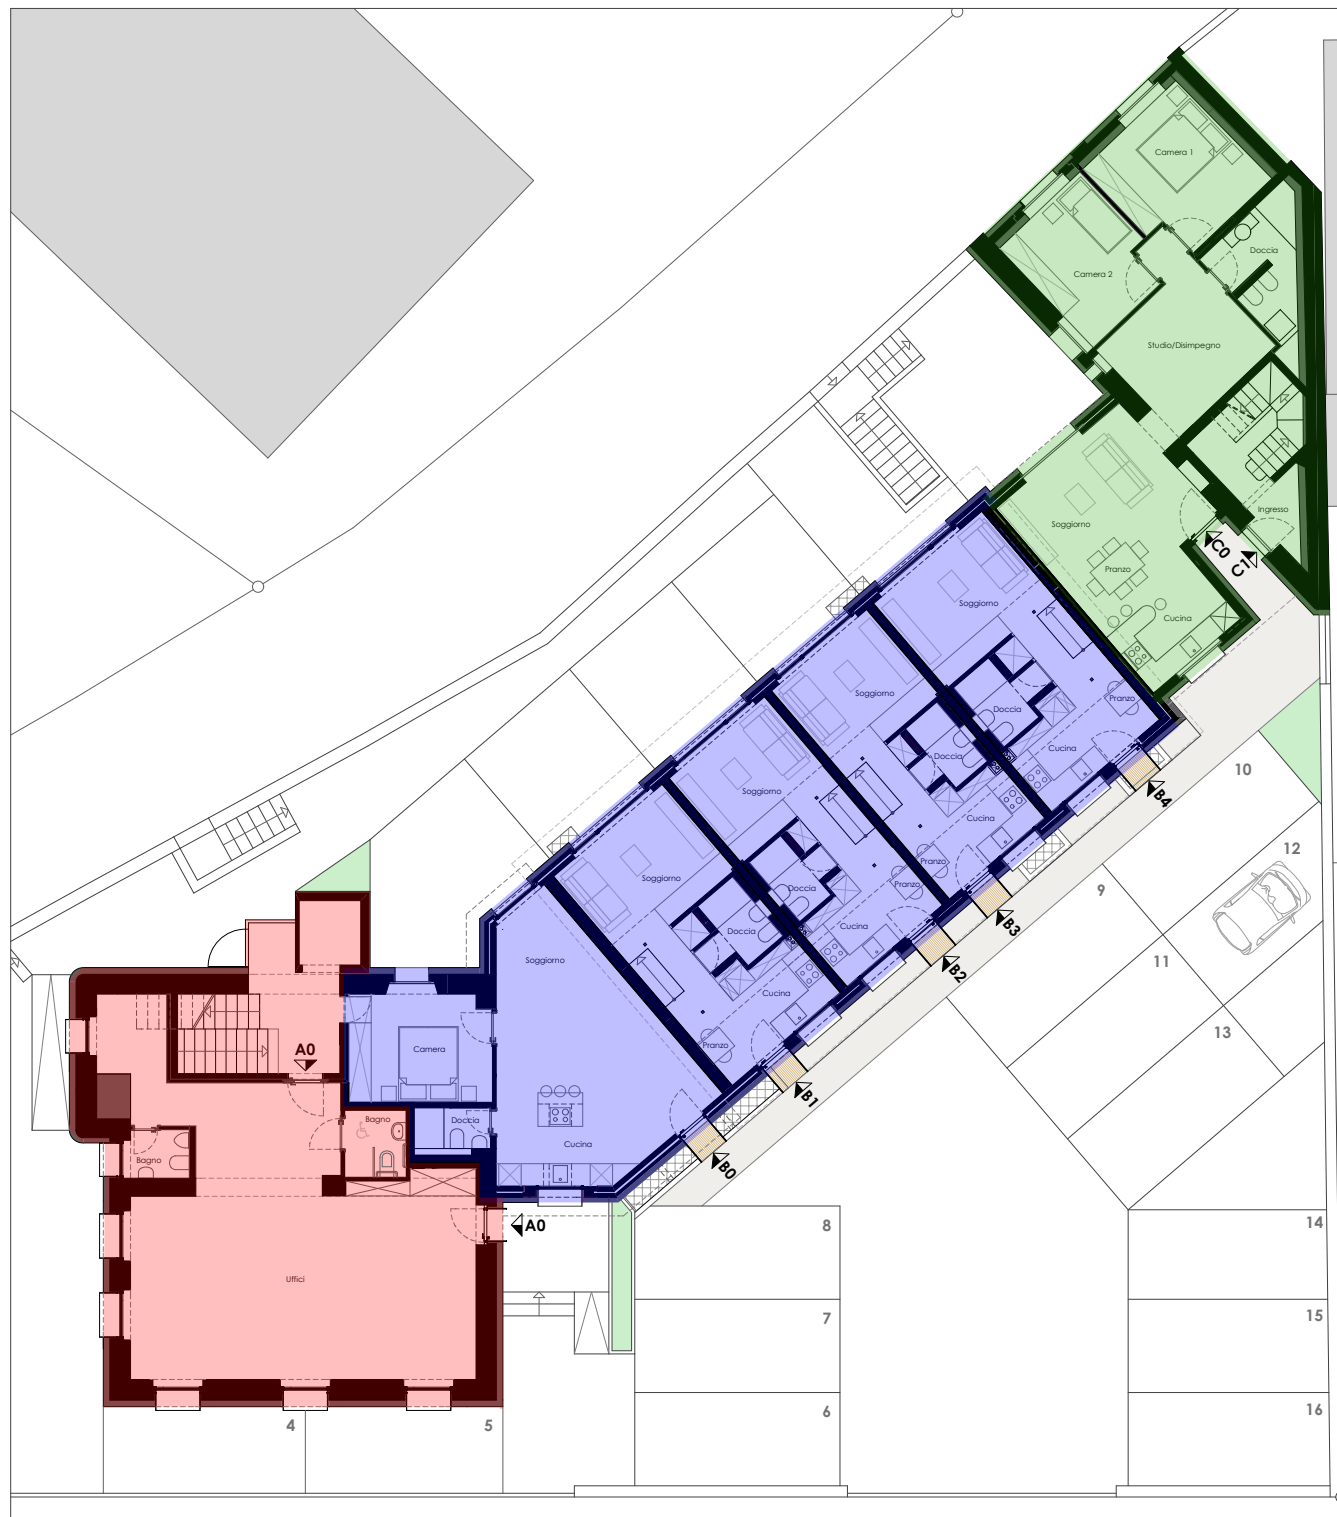 Camera 1
Doccia
Camera 2
Studio/Disimpegno
Ingresso
Soggiorno
C0
C1
Pranzo
Cucina
Soggiorno
Pranzo
Doccia
Cucina
B4
10
Soggiorno
Doccia
Cucina
Pranzo
B3
12
9
Soggiorno
Doccia
Pranzo
Cucina
B2
11
Soggiorno
Doccia
Cucina
Pranzo
B1
13
Soggiorno
Camera
A0
Doccia
Cucina
B0
Bagno
Bagno
A0
Uffici
8
14
7
15
4
5
6
16